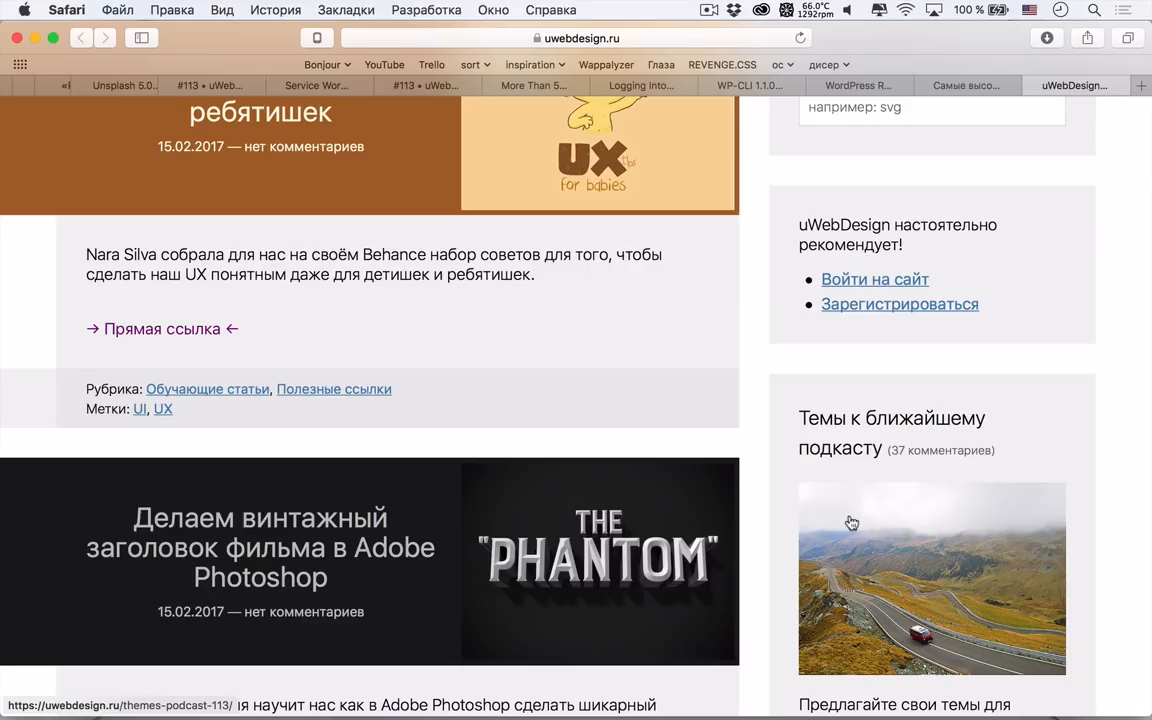 Safari Файл Правка Вид История Закладки Разработка Окно Справка 66.0°C 1292rpm 100 %
uwebdesign.ru
Bonjour YouTube Trello sort inspiration Wappalyzer Глаза REVENGE.CSS ос дисер
Unsplash 5.0.. #113 • uWeb... Service Wor... #113 • uWeb... More Than 5... Logging Into... WP-CLI 1.1.0... WordPress R... Самые высо... uWebDesign...
ребятишек
15.02.2017 — нет комментариев
UX
tips
for babies
Nara Silva собрала для нас на своём Behance набор советов для того, чтобы
сделать наш UX понятным даже для детишек и ребятишек.
→ Прямая ссылка ←
Рубрика: Обучающие статьи, Полезные ссылки
Метки: UI, UX
Делаем винтажный
заголовок фильма в Adobe
Photoshop
15.02.2017 — нет комментариев
THE
"PHANTOM"
я научит нас как в Adobe Photoshop сделать шикарный
https://uwebdesign.ru/themes-podcast-113/
например: svg
uWebDesign настоятельно
рекомендует!
• Войти на сайт
• Зарегистрироваться
Темы к ближайшему
подкасту (37 комментариев)
Предлагайте свои темы для